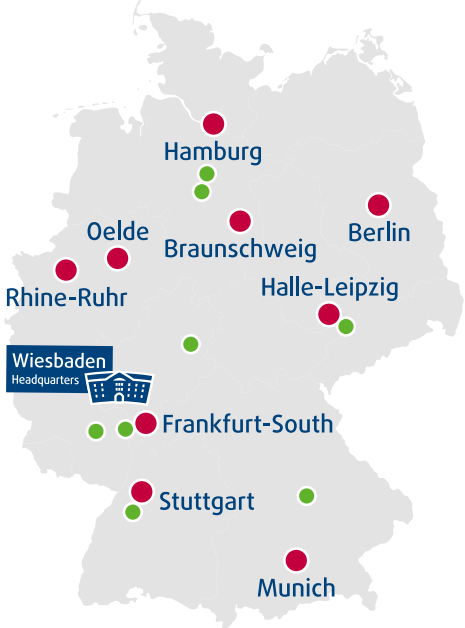 Hamburg
Oelde
Berlin
Braunschweig
Rhine-Ruhr
Halle-Leipzig
Wiesbaden
Headquarters
Frankfurt-South
Stuttgart
Munich